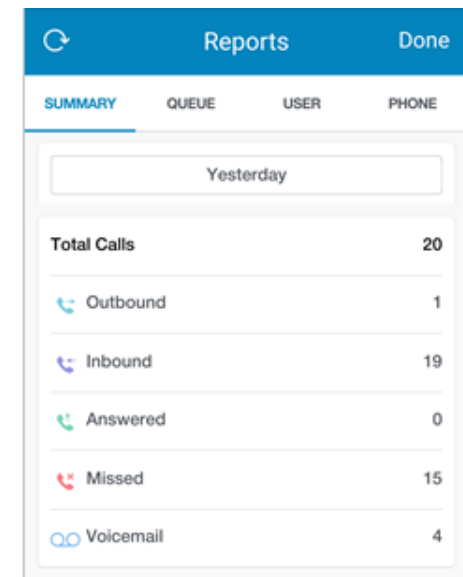 Reports Done
SUMMARY QUEUE USER PHONE
Yesterday
Total Calls 20
Outbound 1
Inbound 19
Answered 0
Missed 15
Voicemail 4